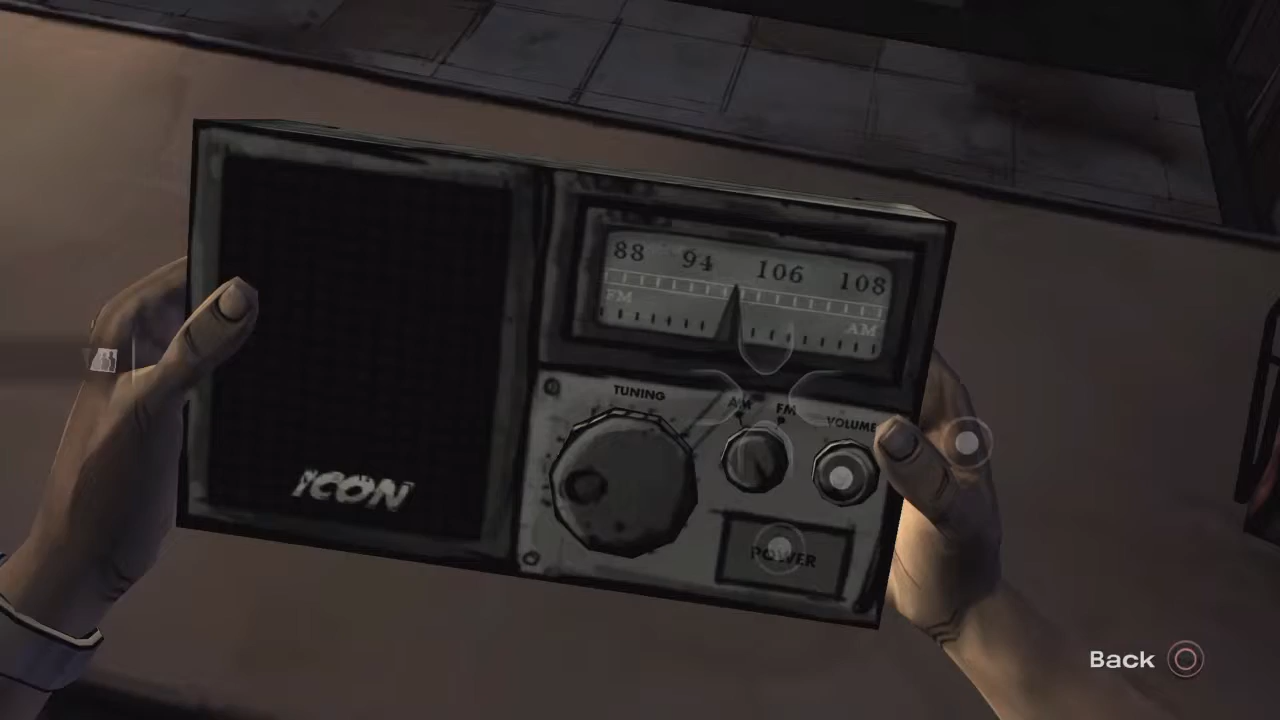 88 94 106 108
FM
AM
TUNING
AM FM
VOLUME
POWER
ICON
Back